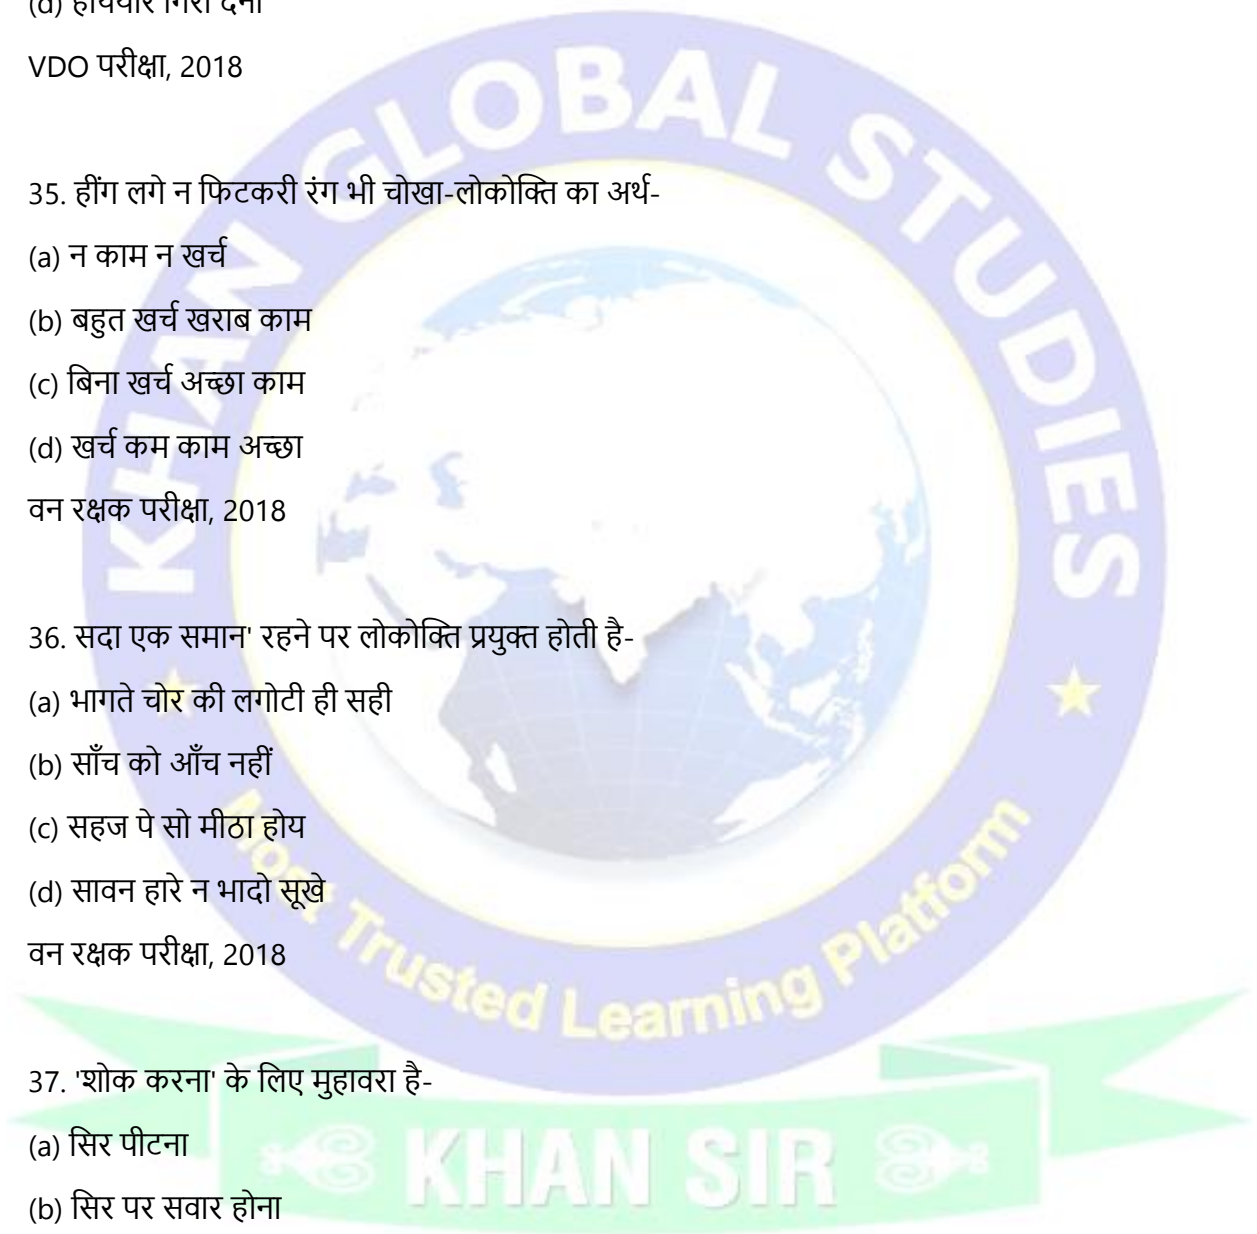 (d) हथियार गिरा देना
VDO परीक्षा, 2018
35. हींग लगे न फिटकरी रंग भी चोखा-लोकोक्ति का अर्थ-
(a) न काम न खर्च
(b) बहुत खर्च खराब काम
(c) बिना खर्च अच्छा काम
(d) खर्च कम काम अच्छा
वन रक्षक परीक्षा, 2018
36. सदा एक समान' रहने पर लोकोक्ति प्रयुक्त होती है-
(a) भागते चोर की लगोटी ही सही
(b) साँच को आँच नहीं
(c) सहज पे सो मीठा होय
(d) सावन हारे न भादो सूखे
वन रक्षक परीक्षा, 2018
37. 'शोक करना' के लिए मुहावरा है-
(a) सिर पीटना
(b) सिर पर सवार होना
KHAN GLOBAL STUDIES
Most Trusted Learning Platform
KHAN SIR